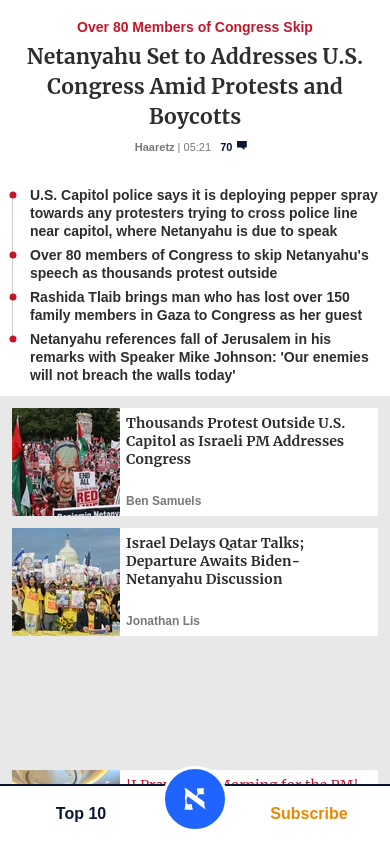 Over 80 Members of Congress Skip
Netanyahu Set to Addresses U.S.
Congress Amid Protests and
Boycotts
Haaretz | 05:21 70
U.S. Capitol police says it is deploying pepper spray
towards any protesters trying to cross police line
near capitol, where Netanyahu is due to speak
Over 80 members of Congress to skip Netanyahu's
speech as thousands protest outside
Rashida Tlaib brings man who has lost over 150
family members in Gaza to Congress as her guest
Netanyahu references fall of Jerusalem in his
remarks with Speaker Mike Johnson: 'Our enemies
will not breach the walls today'
Thousands Protest Outside U.S.
Capitol as Israeli PM Addresses
Congress
END
ALL
RED
Benjamin Netany
Ben Samuels
Israel Delays Qatar Talks;
Departure Awaits Biden-
Netanyahu Discussion
Jonathan Lis
Morning for the PM!
Top 10
Subscribe